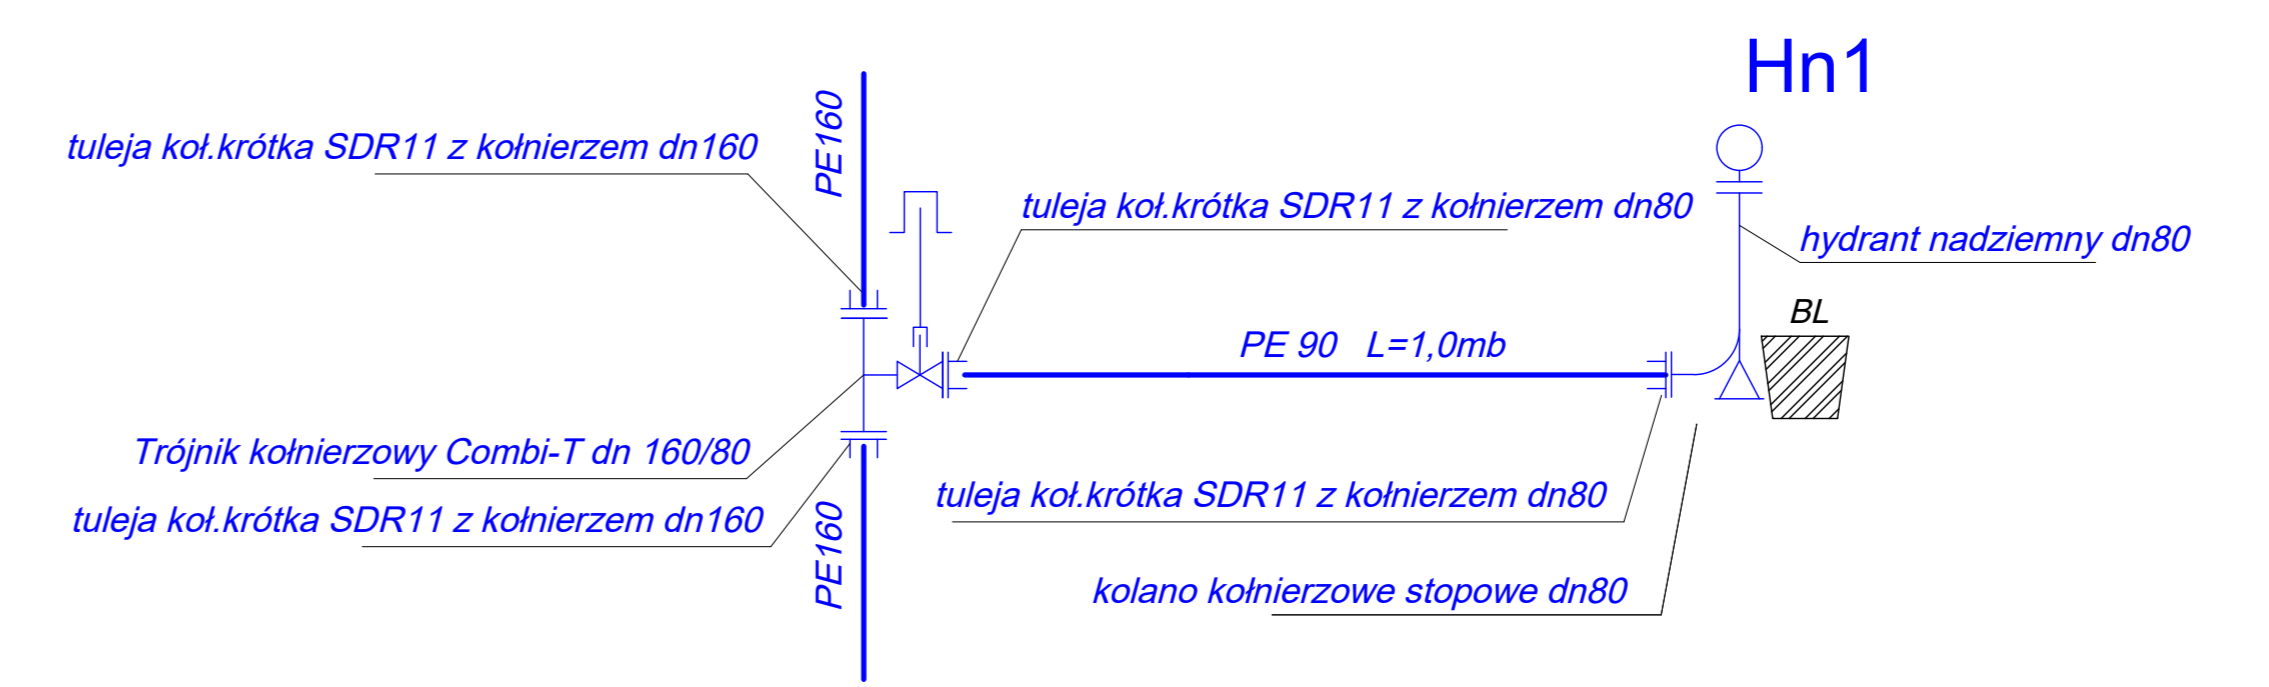 Hn1
PE160
tuleja koł.krótka SDR11 z kołnierzem dn160
tuleja koł.krótka SDR11 z kołnierzem dn80
hydrant nadziemny dn80
BL
PE 90 L=1,0mb
Trójnik kołnierzowy Combi-T dn 160/80
tuleja koł.krótka SDR11 z kołnierzem dn80
tuleja koł.krótka SDR11 z kołnierzem dn160
PE160
kolano kołnierzowe stopowe dn80